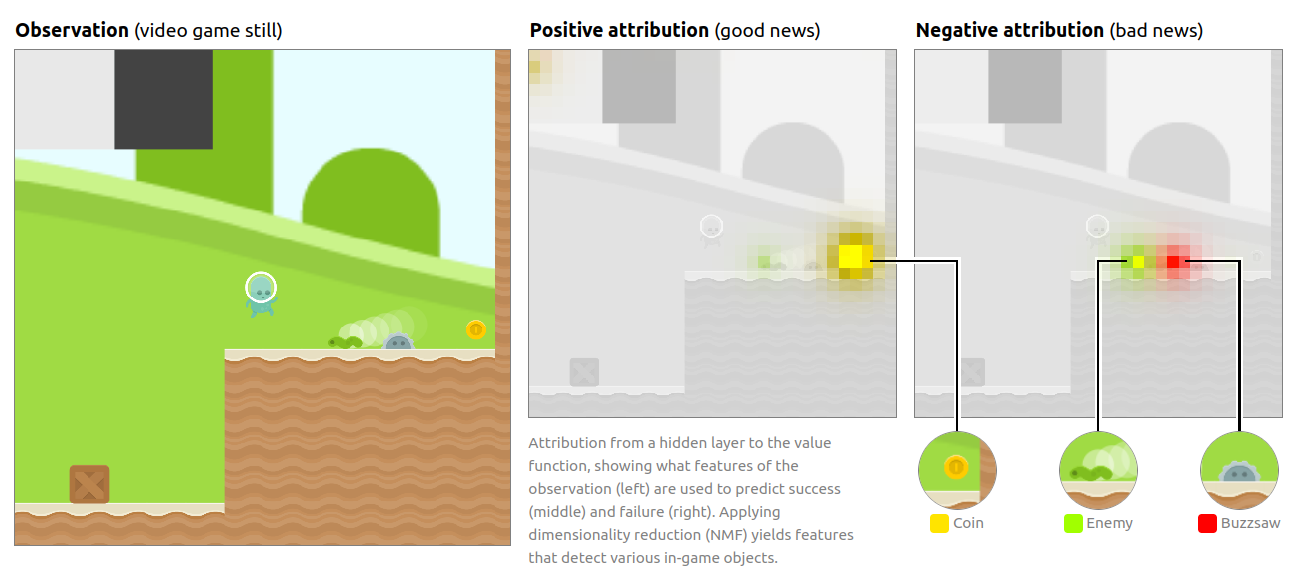 Observation (video game still)
Positive attribution (good news)
Negative attribution (bad news)
Attribution from a hidden layer to the value
function, showing what features of the
observation (left) are used to predict success
(middle) and failure (right). Applying
dimensionality reduction (NMF) yields features
that detect various in-game objects.
Coin
Enemy
Buzzsaw